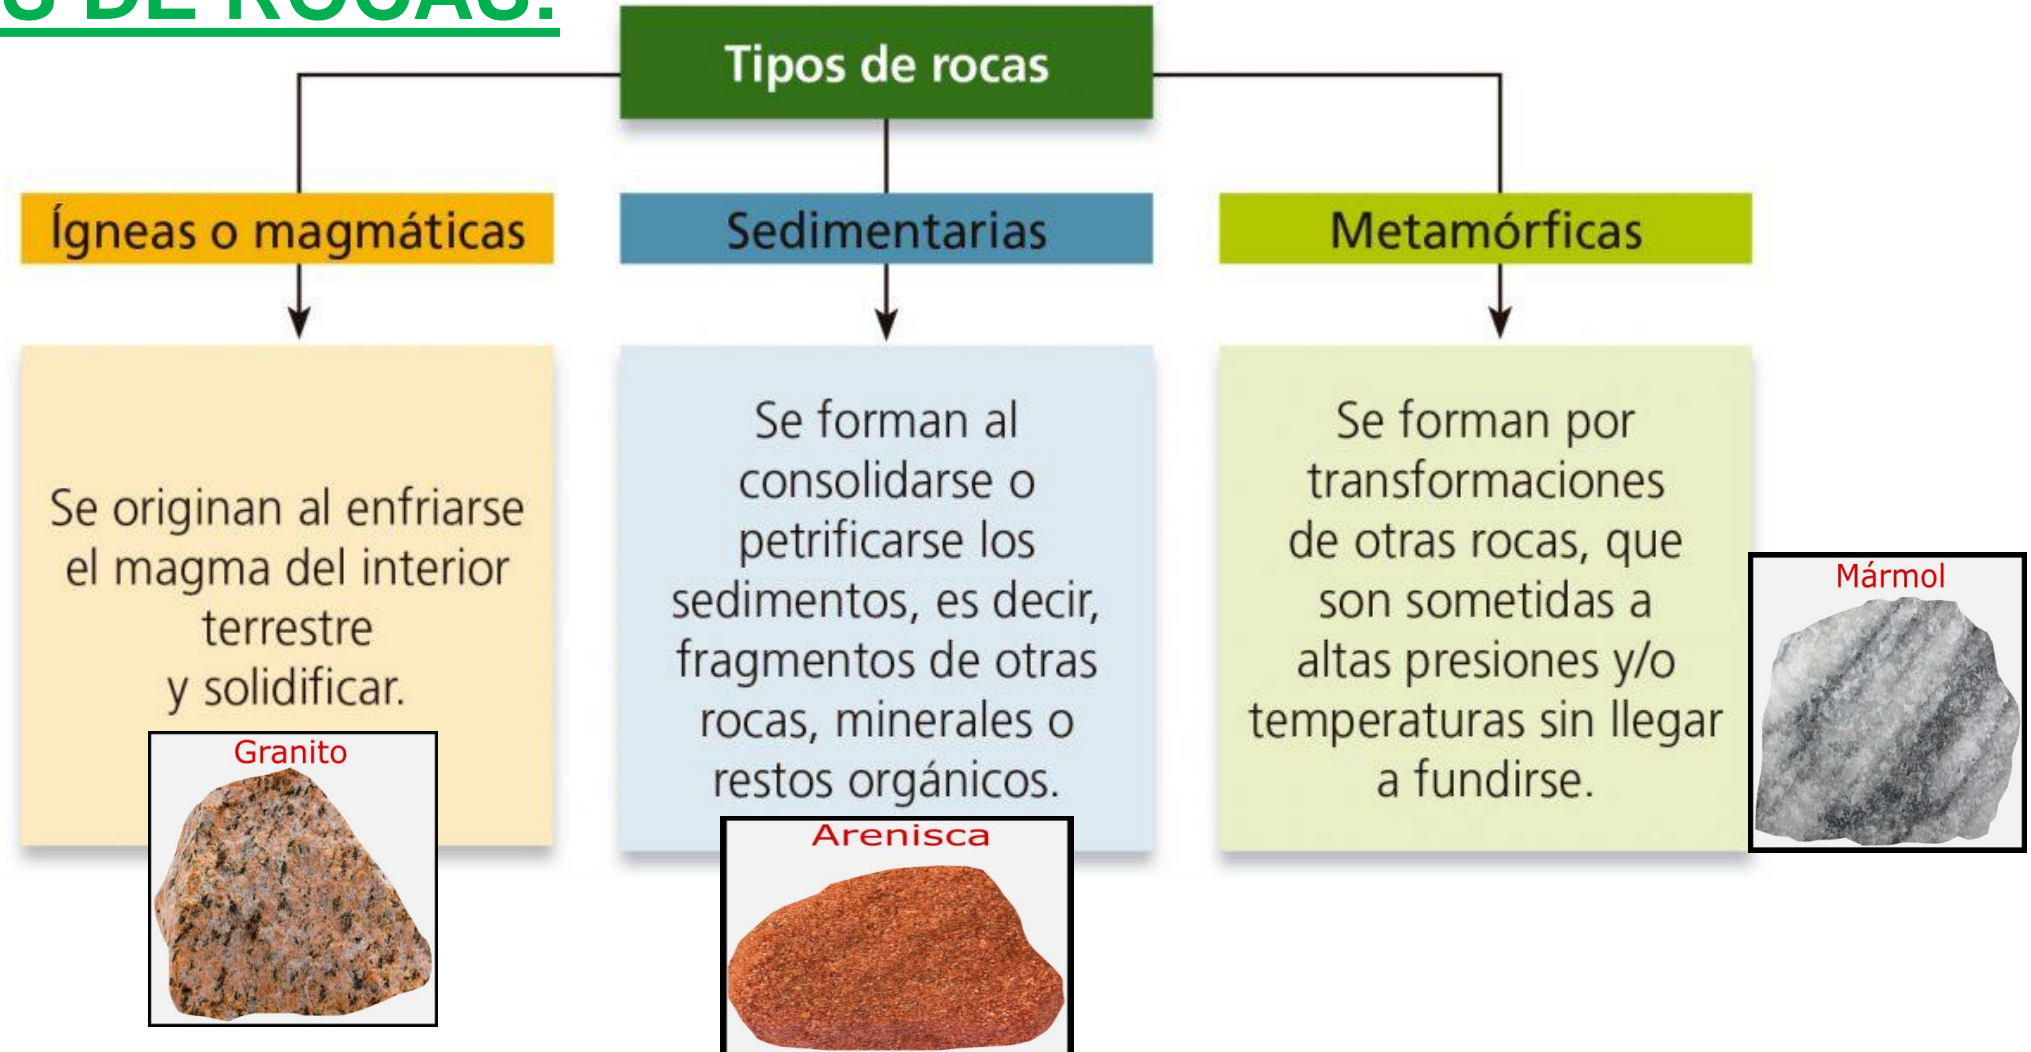 DE ROCAS.
Tipos de rocas
Ígneas o magmáticas
Se originan al enfriarse
el magma del interior
terrestre
y solidificar.
Granito
Sedimentarias
Se forman al
consolidarse o
petrificarse los
sedimentos, es decir,
fragmentos de otras
rocas, minerales o
restos orgánicos.
Arenisca
Metamórficas
Se forman por
transformaciones
de otras rocas, que
son sometidas a
altas presiones y/o
temperaturas sin llegar
a fundirse.
Mármol